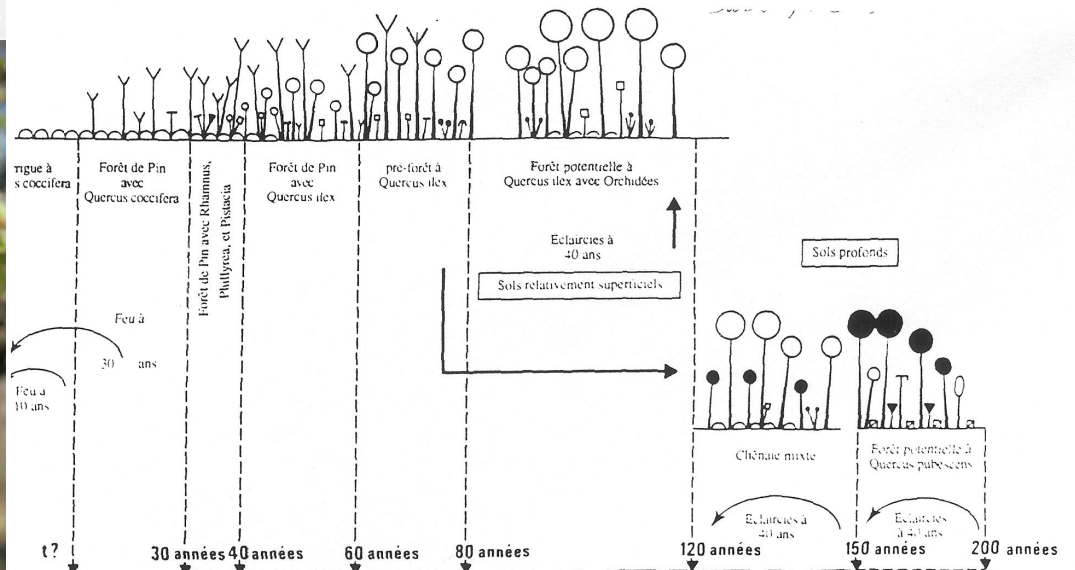 rigue à
s coccifera
Forêt de Pin
avec
Quercus coccifera
Forêt de Pin avec Rhamnus,
Phillyrea, et Pistacia
Forêt de Pin
avec
Quercus ilex
pré-forêt à
Quercus ilex
Forêt potentielle à
Quercus ilex avec Orchidées
Eclaircies à
40 ans
Sols relativement superficiels
Sols profonds
Feu à
30 ans
Feu à
10 ans
Chênaie mixte
Forêt potentielle à
Quercus pubescens
Eclaircies à
40 ans
Eclaircies
à 40 ans
t ?
30 années
40 années
60 années
80 années
120 années
150 années
200 années